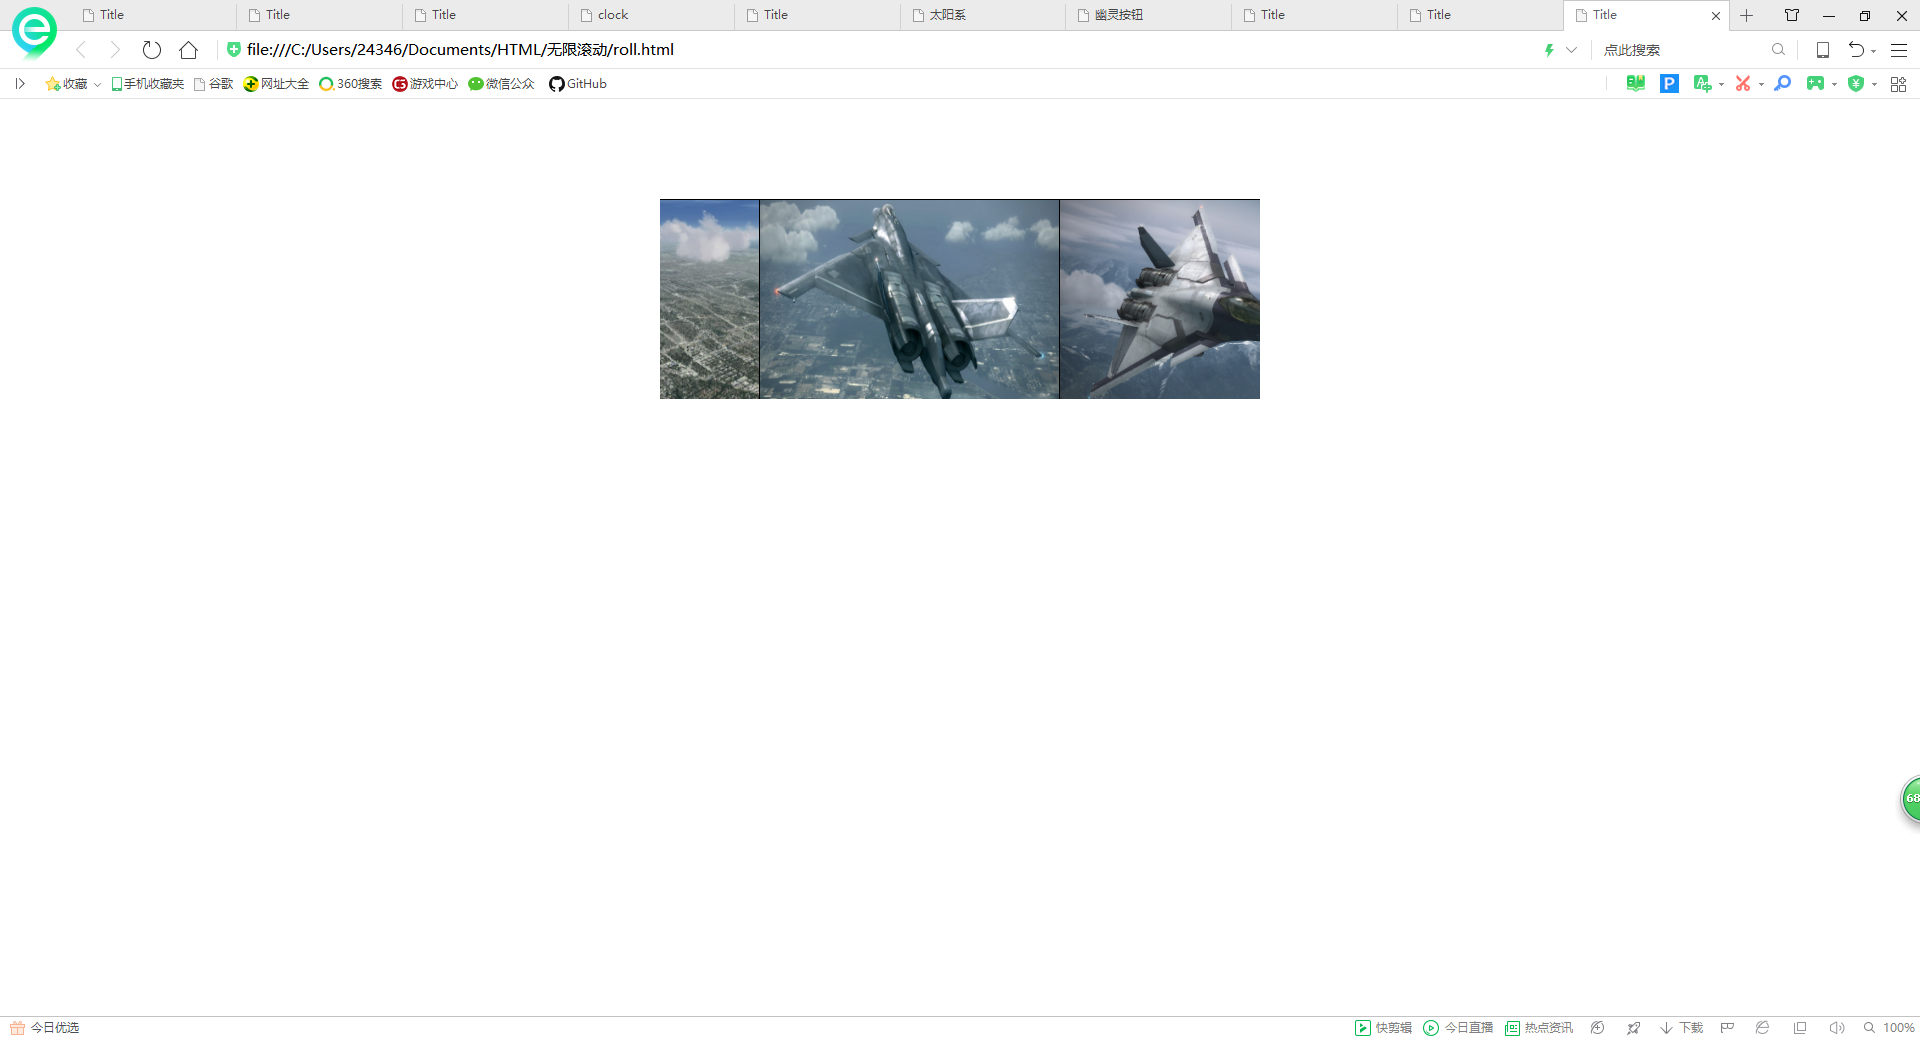 Title Title Title clock Title 太阳系 幽灵按钮 Title Title Title
file:///C:/Users/24346/Documents/HTML/无限滚动/roll.html 点此搜索
收藏 手机收藏夹 谷歌 网址大全 360搜索 游戏中心 微信公众 GitHub
68
今日优选 快剪辑 今日直播 热点资讯 下载 100%